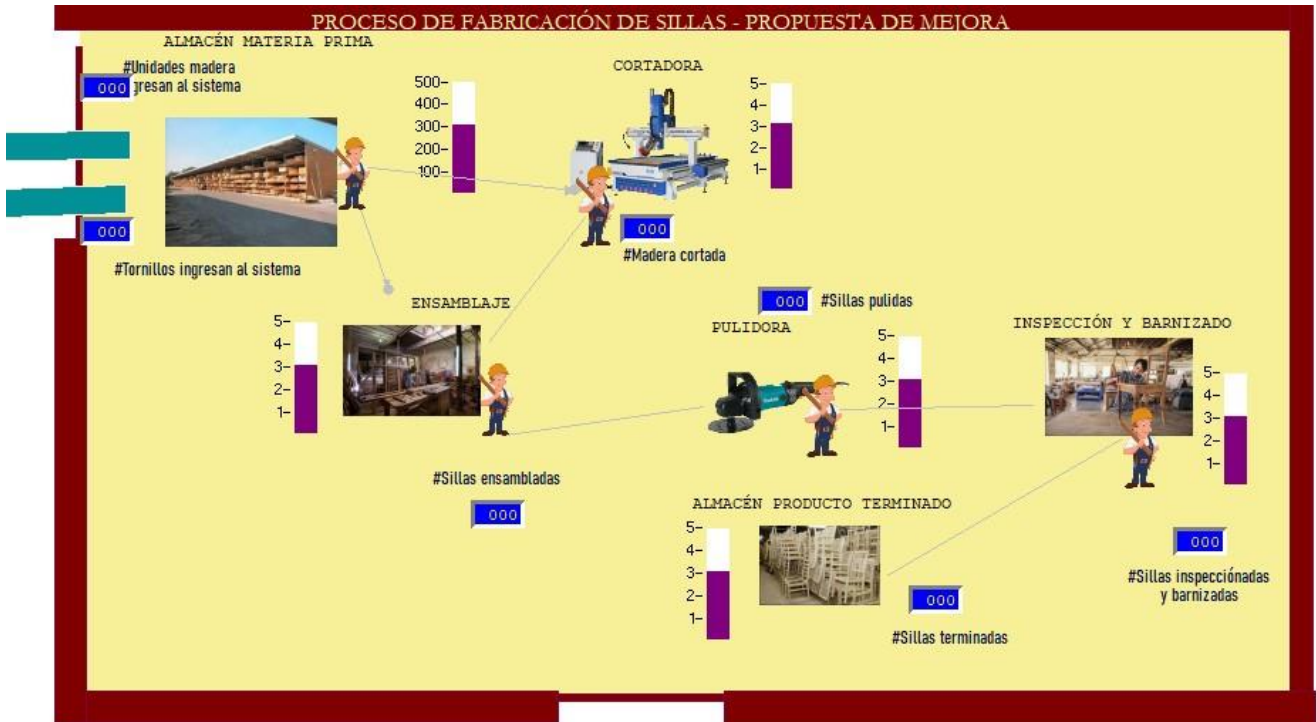 PROCESO DE FABRICACIÓN DE SILLAS - PROPUESTA DE MEJORA
ALMACÉN MATERIA PRIMA
#Unidades madera
gresan al sistema
000
500-
400-
300-
200-
100-
CORTADORA
5-
4-
3-
2-
1-
000
#Madera cortada
000
#Tornillos ingresan al sistema
ENSAMBLAJE
5-
4-
3-
2-
1-
#Sillas ensambladas
000
000
#Sillas pulidas
PULIDORA
5-
4-
3-
2-
1-
INSPECCIÓN Y BARNIZADO
5-
4-
3-
2-
1-
000
#Sillas inspecciónadas
y barnizadas
ALMACÉN PRODUCTO TERMINADO
5-
4-
3-
2-
1-
000
#Sillas terminadas